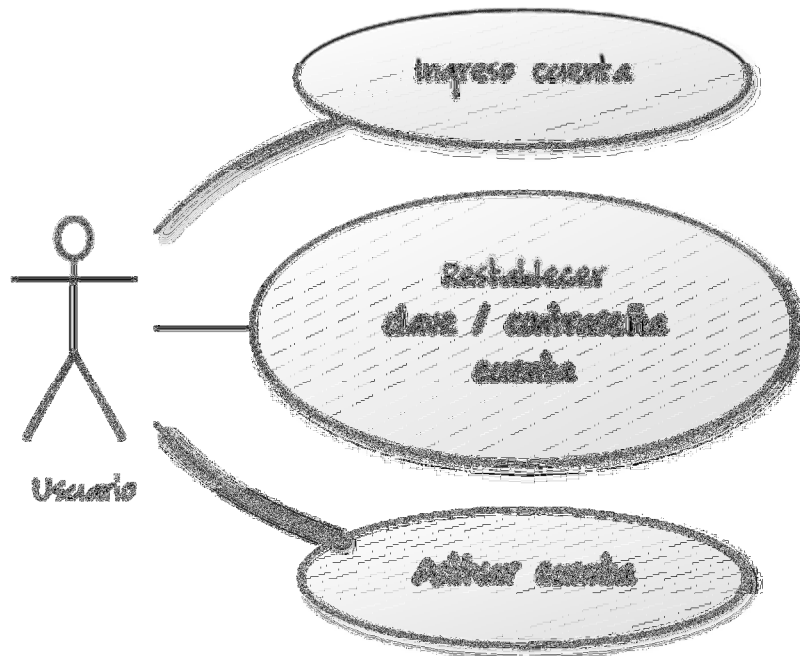 Ingreso cuenta
Restablecer
clave / contraseña
cuenta
Usuario
Activar cuenta